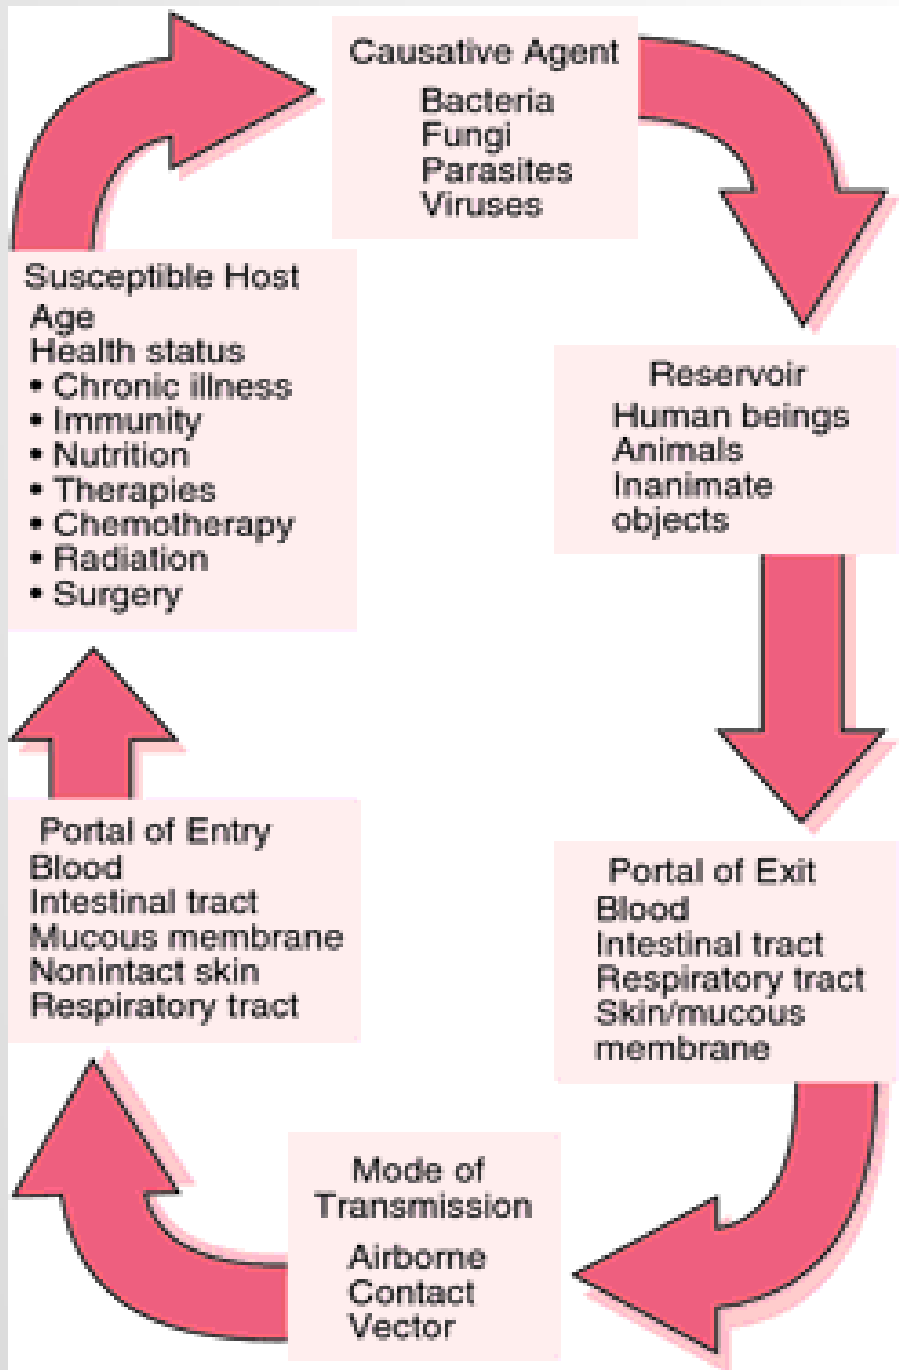 Causative Agent
Bacteria
Fungi
Parasites
Viruses
Reservoir
Human beings
Animals
Inanimate
objects
Portal of Exit
Blood
Intestinal tract
Respiratory tract
Skin/mucous
membrane
Mode of
Transmission
Airborne
Contact
Vector
Portal of Entry
Blood
Intestinal tract
Mucous membrane
Nonintact skin
Respiratory tract
Susceptible Host
Age
Health status
• Chronic illness
• Immunity
• Nutrition
• Therapies
• Chemotherapy
• Radiation
• Surgery